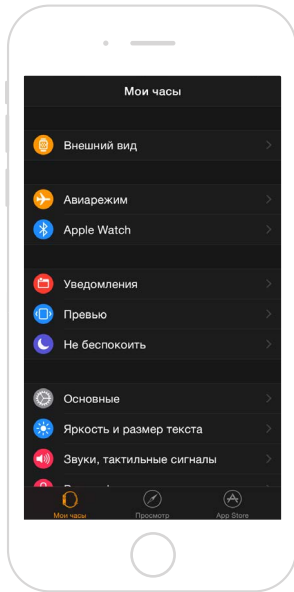 Мои часы
Внешний вид
Авиарежим
Apple Watch
Уведомления
Превью
Не беспокоить
Основные
Яркость и размер текста
Звуки, тактильные сигналы
Мои часы
Просмотр
App Store